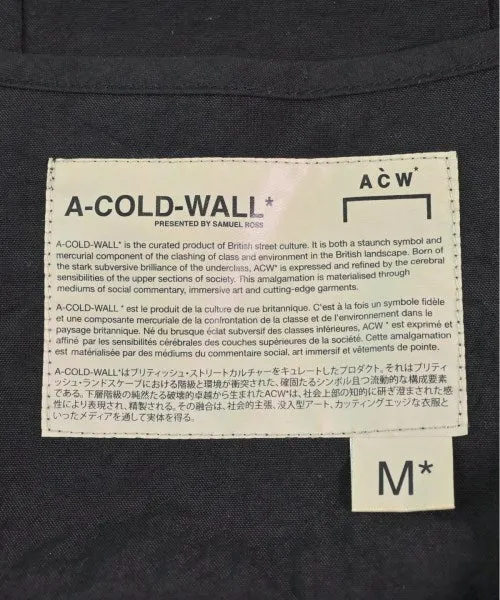 A-COLD-WALL*
PRESENTED BY SAMUEL ROSS
ACW*
A-COLD-WALL* is the curated product of British street culture. It is both a staunch symbol and
mercurial component of the clashing of class and environment in the British landscape. Born of
the stark subversive brilliance of the underclass, ACW* is expressed and refined by the cerebral
sensibilities of the upper sections of society. This amalgamation is materialised through
mediums of social commentary, immersive art and cutting-edge garments.
A-COLD-WALL* est le produit de la culture de rue britannique. C'est à la fois un symbole fidèle
et une composante mercuriale de la confrontation de la classe et de l'environnement dans le
paysage britannique. Né du brusque éclat subversif des classes inférieures, ACW* est exprimé et
affiné par les sensibilités cérébrales des couches supérieures de la société. Cette amalgamation
est matérialisée par des médiums du commentaire social, art immersif et vêtements de pointe.
A-COLD-WALL*はブリティッシュ・ストリートカルチャーをキュレートしたプロダクト。それはブリテ
ィッシュ・ランドスケープにおける階級と環境が衝突された、確固たるシンボル且つ流動的な構成要素
である。下層階級の純然たる破壊的卓越から生まれたACW*は、社会上部の知的に研ぎ澄まされた感
性により表現され、精製される。その融合は、社会的主張、没入型アート、カッティングエッジな衣服と
いったメディアを通して実体を得る。
M*